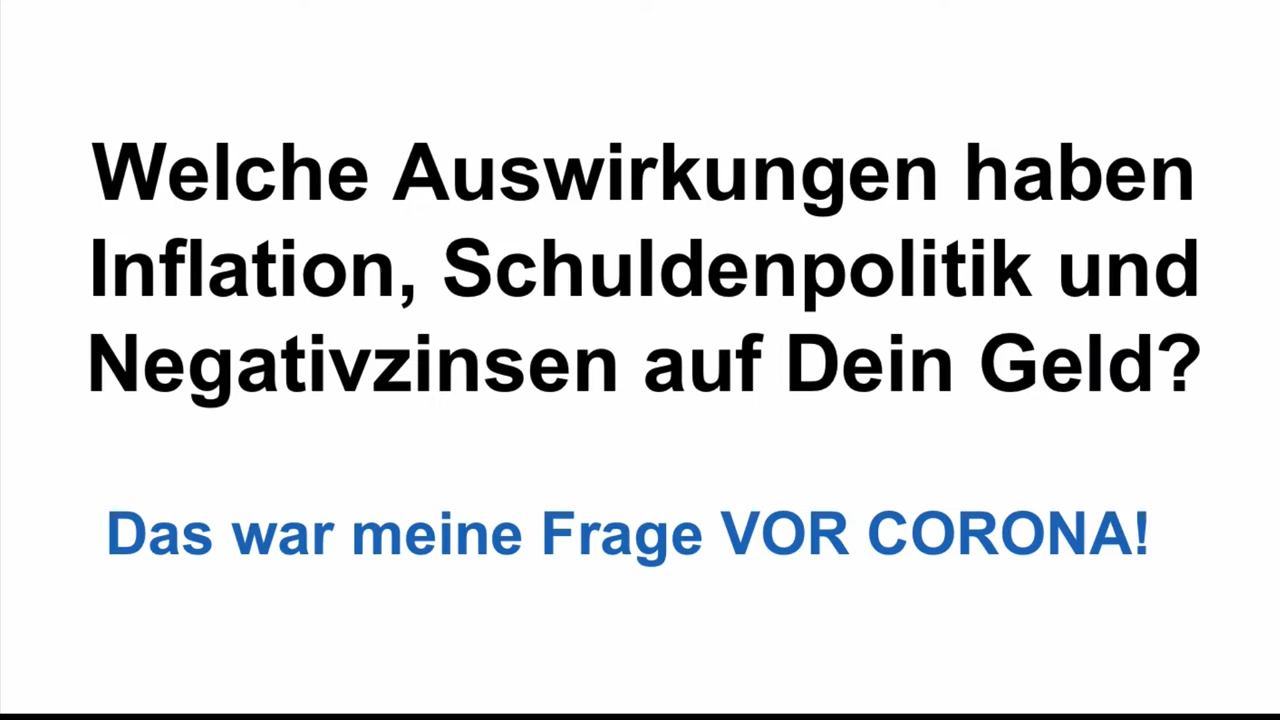 Welche Auswirkungen haben
Inflation, Schuldenpolitik und
Negativzinsen auf Dein Geld?
Das war meine Frage VOR CORONA!